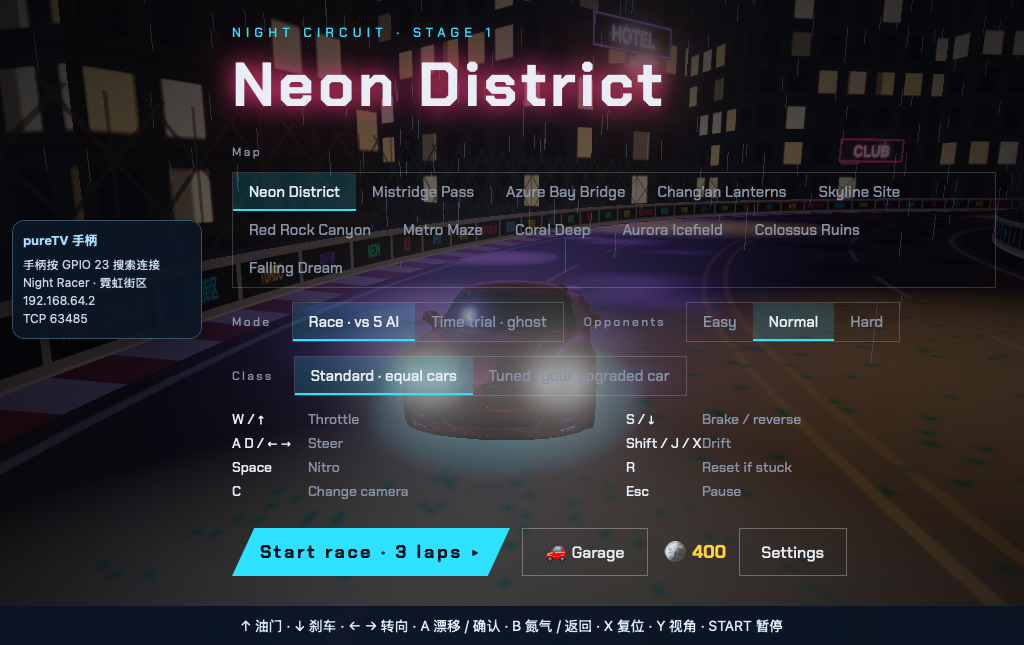 NIGHT CIRCUIT · STAGE 1
HOTEL
Neon District
CLUB
Map
Neon District Mistridge Pass Azure Bay Bridge Chang'an Lanterns Skyline Site
Red Rock Canyon Metro Maze Coral Deep Aurora Icefield Colossus Ruins
Falling Dream
pureTV 手柄
手柄按 GPIO 23 搜索连接
Night Racer · 霓虹街区
192.168.64.2
TCP 63485
Mode Race · vs 5 AI Time trial · ghost Opponents Easy Normal Hard
Class Standard · equal cars Tuned · your upgraded car
W / ↑ Throttle S / ↓ Brake / reverse
A D / ← → Steer Shift / J / X Drift
Space Nitro R Reset if stuck
C Change camera Esc Pause
Start race · 3 laps ▸ Garage 400 Settings
↑ 油门 · ↓ 刹车 · ← → 转向 · A 漂移 / 确认 · B 氮气 / 返回 · X 复位 · Y 视角 · START 暂停